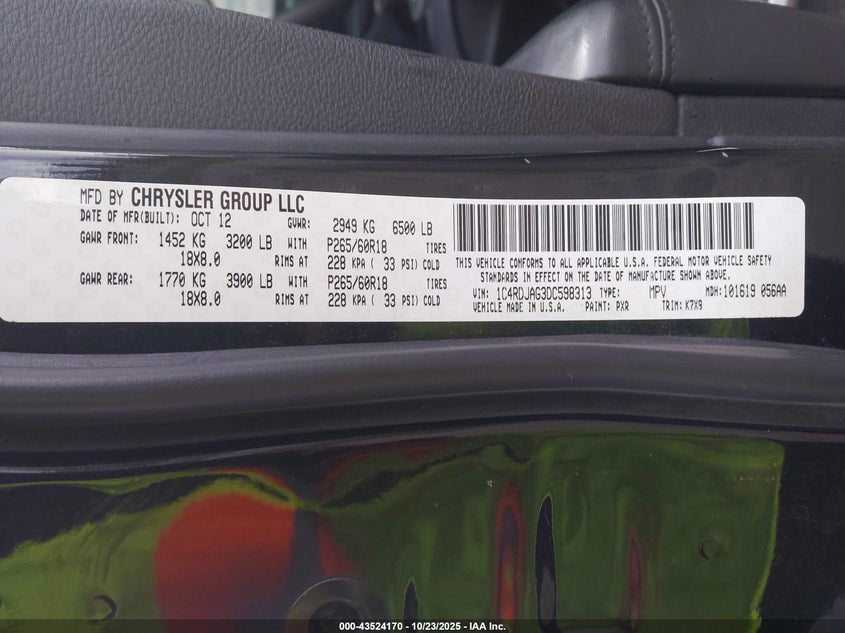 MFD BY CHRYSLER GROUP LLC
DATE OF MFR(BUILT): OCT 12 GVWR: 2949 KG 6500 LB
GAWR FRONT: 1452 KG 3200 LB WITH P265/60R18 TIRES
18X8.0 RIMS AT 228 KPA ( 33 PSI) COLD
GAWR REAR: 1770 KG 3900 LB WITH P265/60R18 TIRES
18X8.0 RIMS AT 228 KPA ( 33 PSI) COLD
THIS VEHICLE CONFORMS TO ALL APPLICABLE U.S.A. FEDERAL MOTOR VEHICLE SAFETY
STANDARDS IN EFFECT ON THE DATE OF MANUFACTURE SHOWN ABOVE.
VIN: 1C4RDJAG3DC598313 TYPE: MPV MDH: 101619 056AA
VEHICLE MADE IN U.S.A. PAINT: PXR TRIM: K7X9
000-43524170 - 10/23/2025 - IAA Inc.